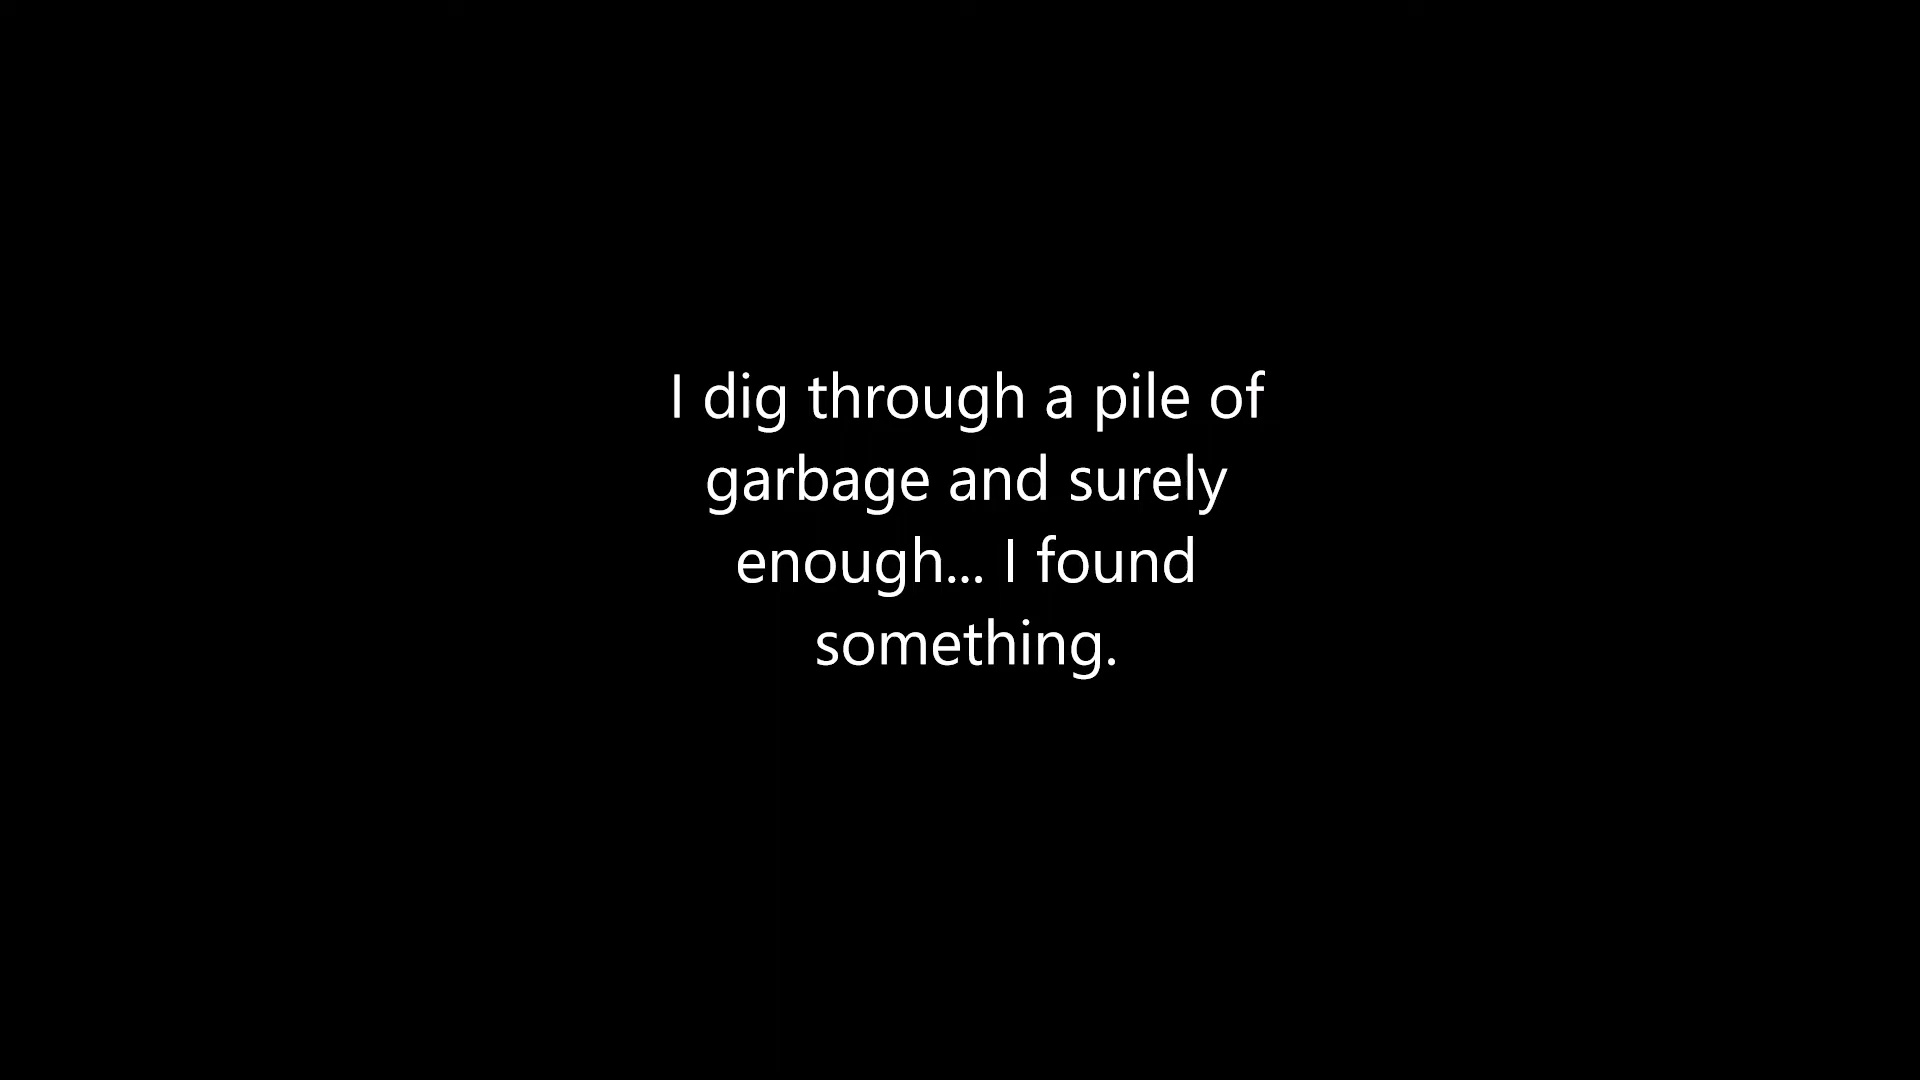 I dig through a pile of
garbage and surely
enough... I found
something.